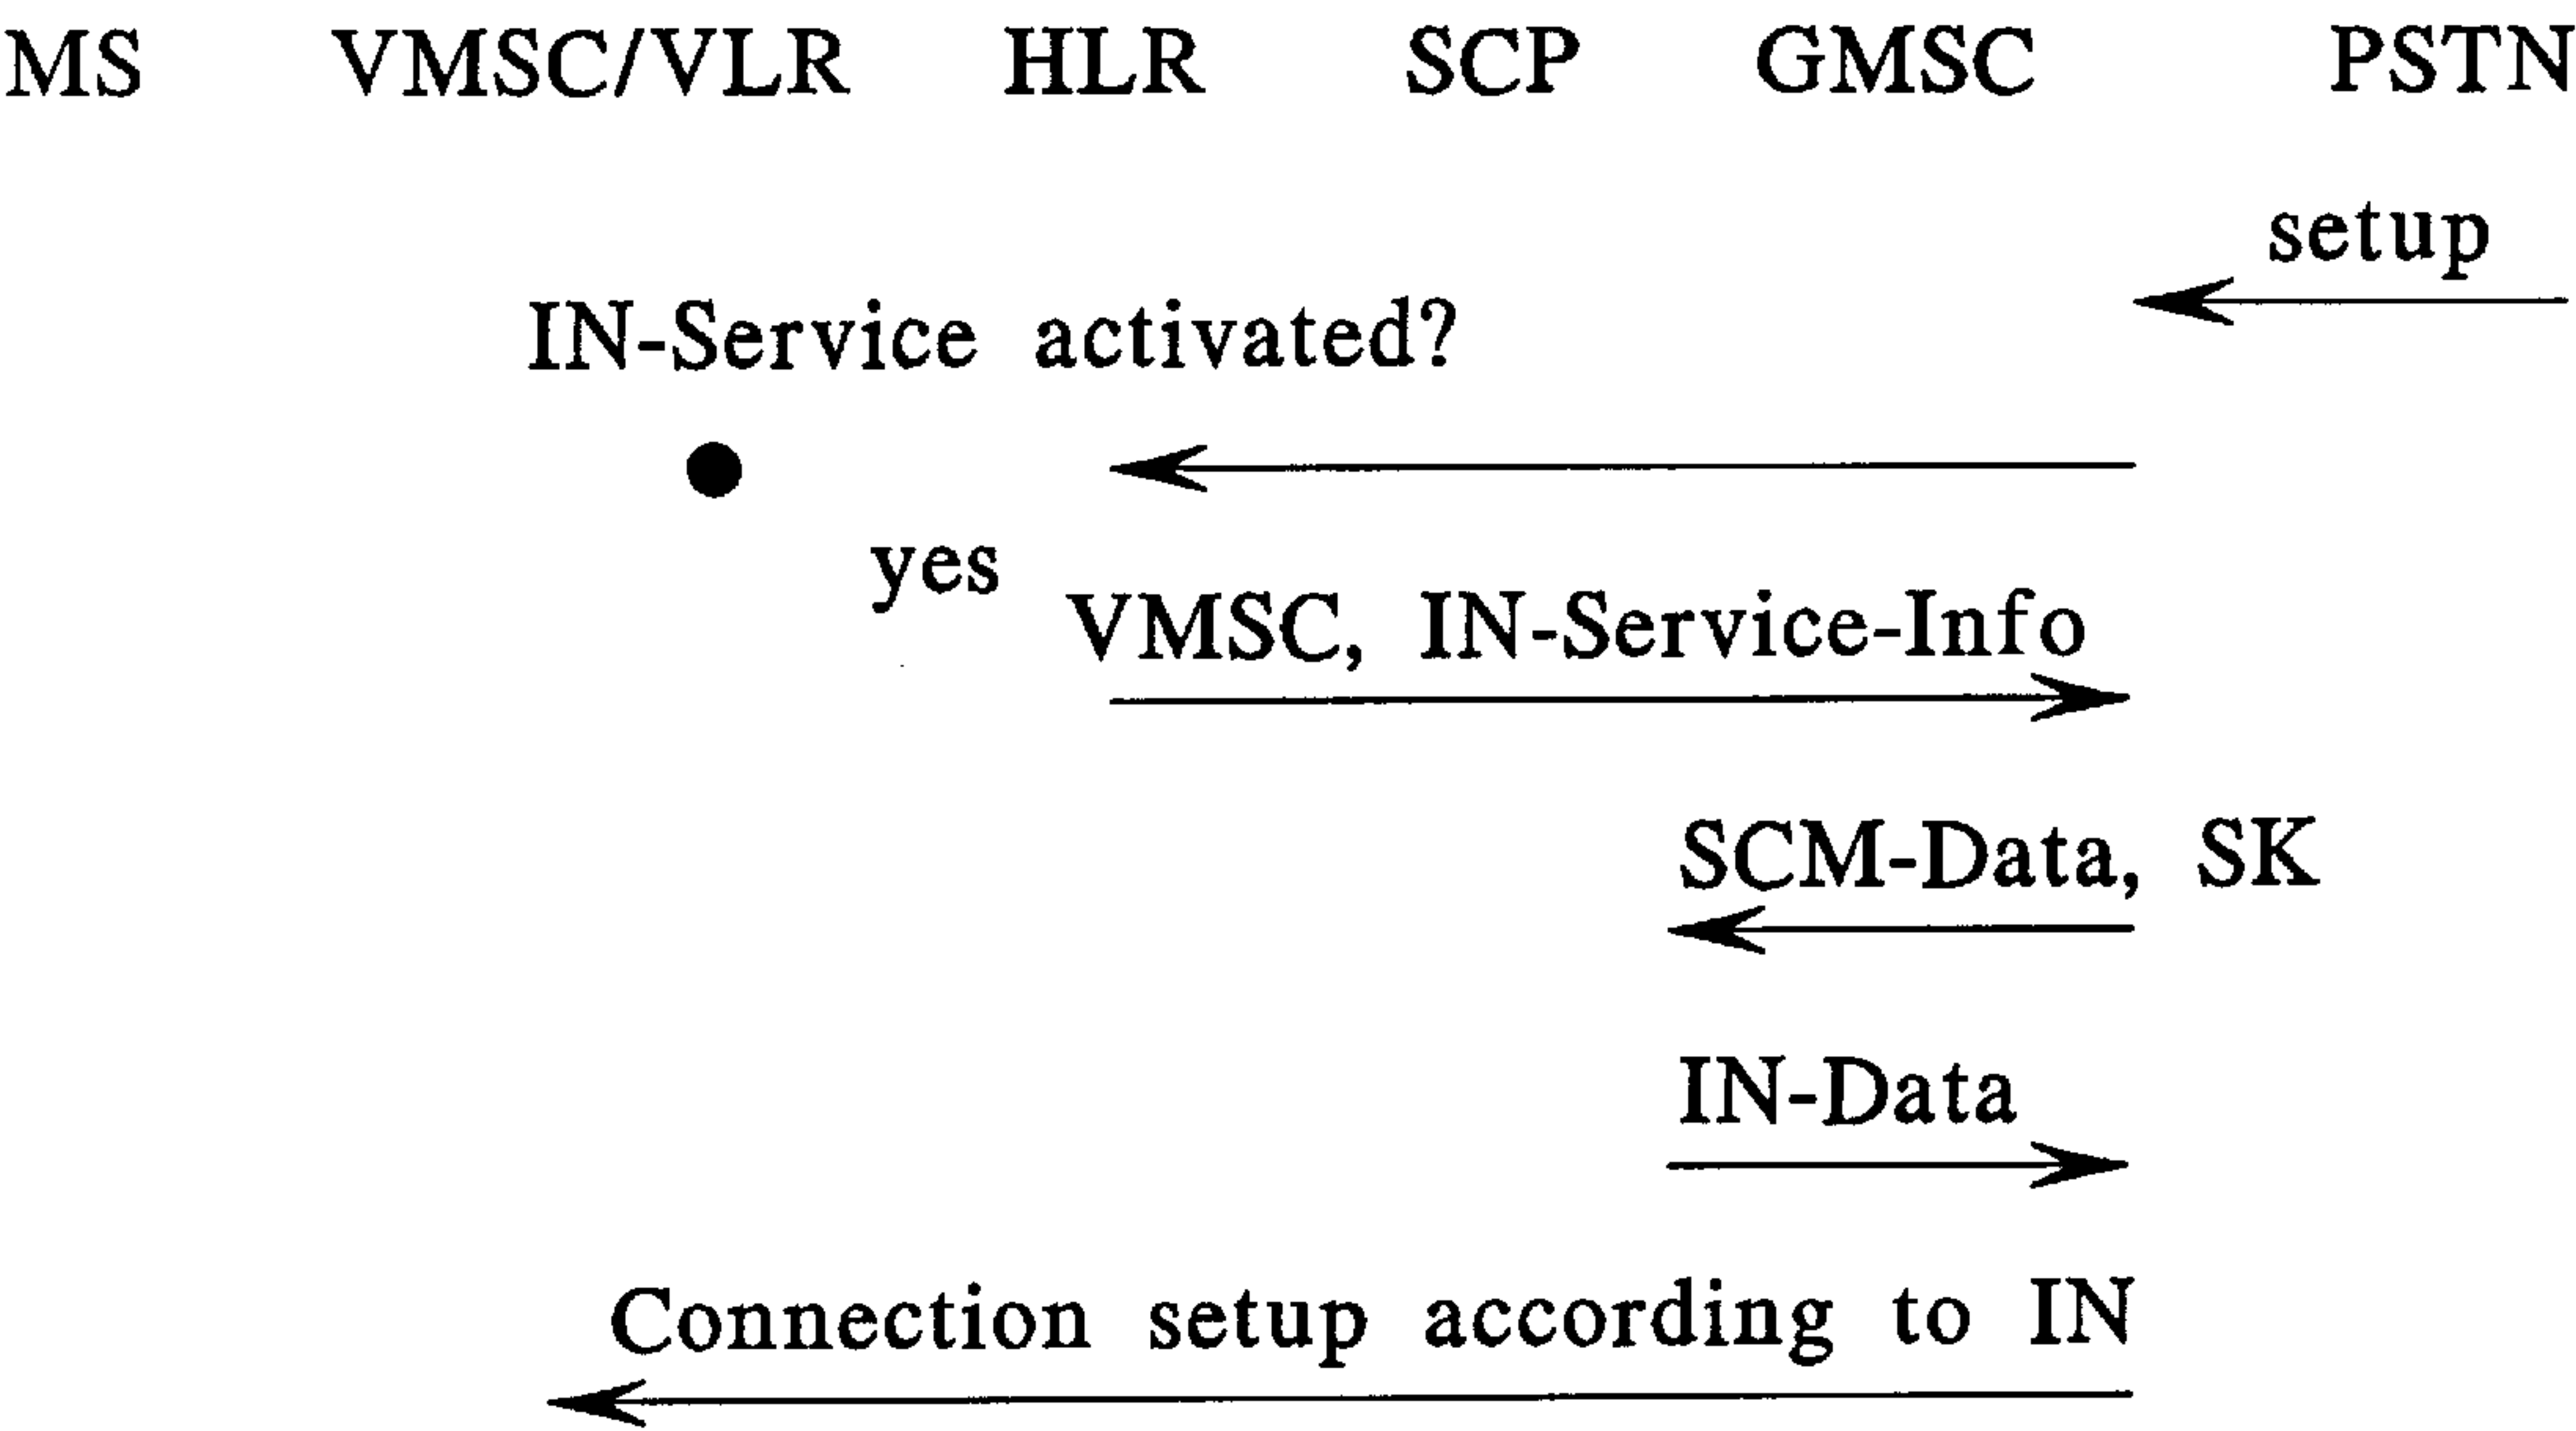 MS VMSC/VLR HLR SCP GMSC PSTN
setup
IN-Service activated?
yes
VMSC, IN-Service-Info
SCM-Data, SK
IN-Data
Connection setup according to IN